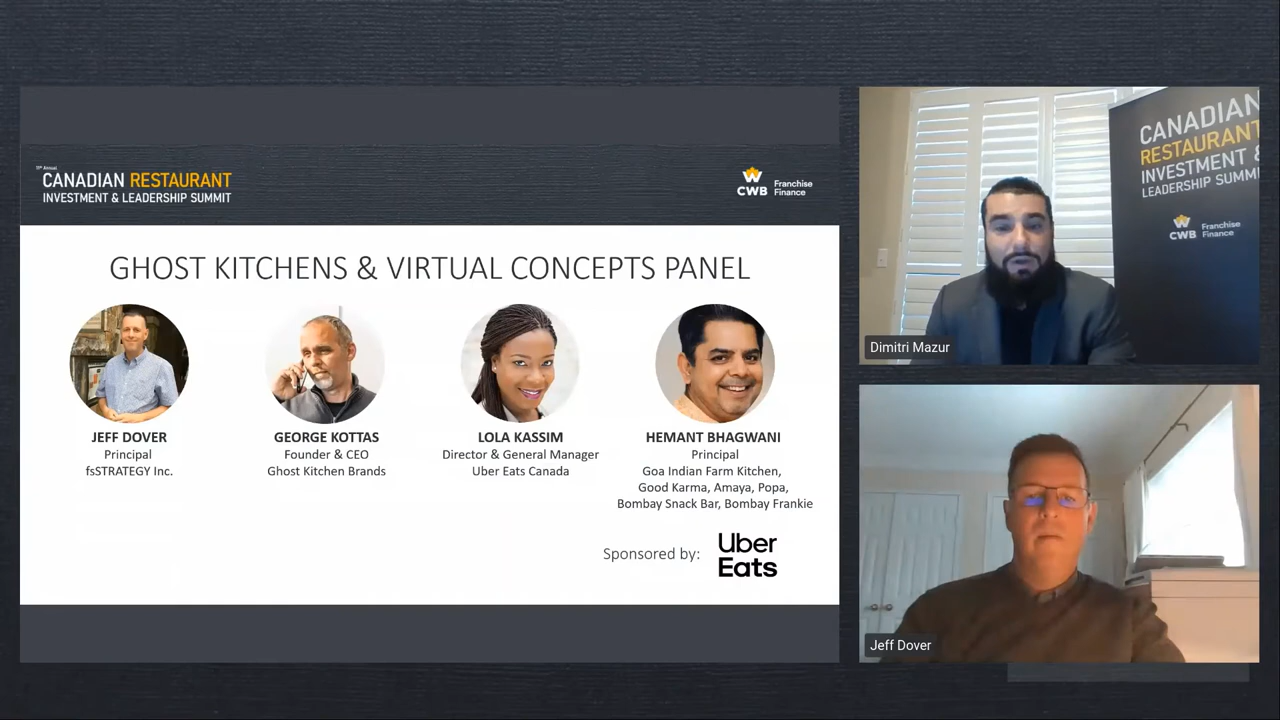 11th Annual
CANADIAN RESTAURANT
INVESTMENT & LEADERSHIP SUMMIT
CWB Franchise Finance
GHOST KITCHENS & VIRTUAL CONCEPTS PANEL
JEFF DOVER
Principal
fsSTRATEGY Inc.
GEORGE KOTTAS
Founder & CEO
Ghost Kitchen Brands
LOLA KASSIM
Director & General Manager
Uber Eats Canada
HEMANT BHAGWANI
Principal
Goa Indian Farm Kitchen,
Good Karma, Amaya, Popa,
Bombay Snack Bar, Bombay Frankie
Sponsored by:
Uber
Eats
CANADIAN
RESTAURANT
INVESTMENT &
LEADERSHIP SUMMI
CWB Franchise Finance
Dimitri Mazur
Jeff Dover